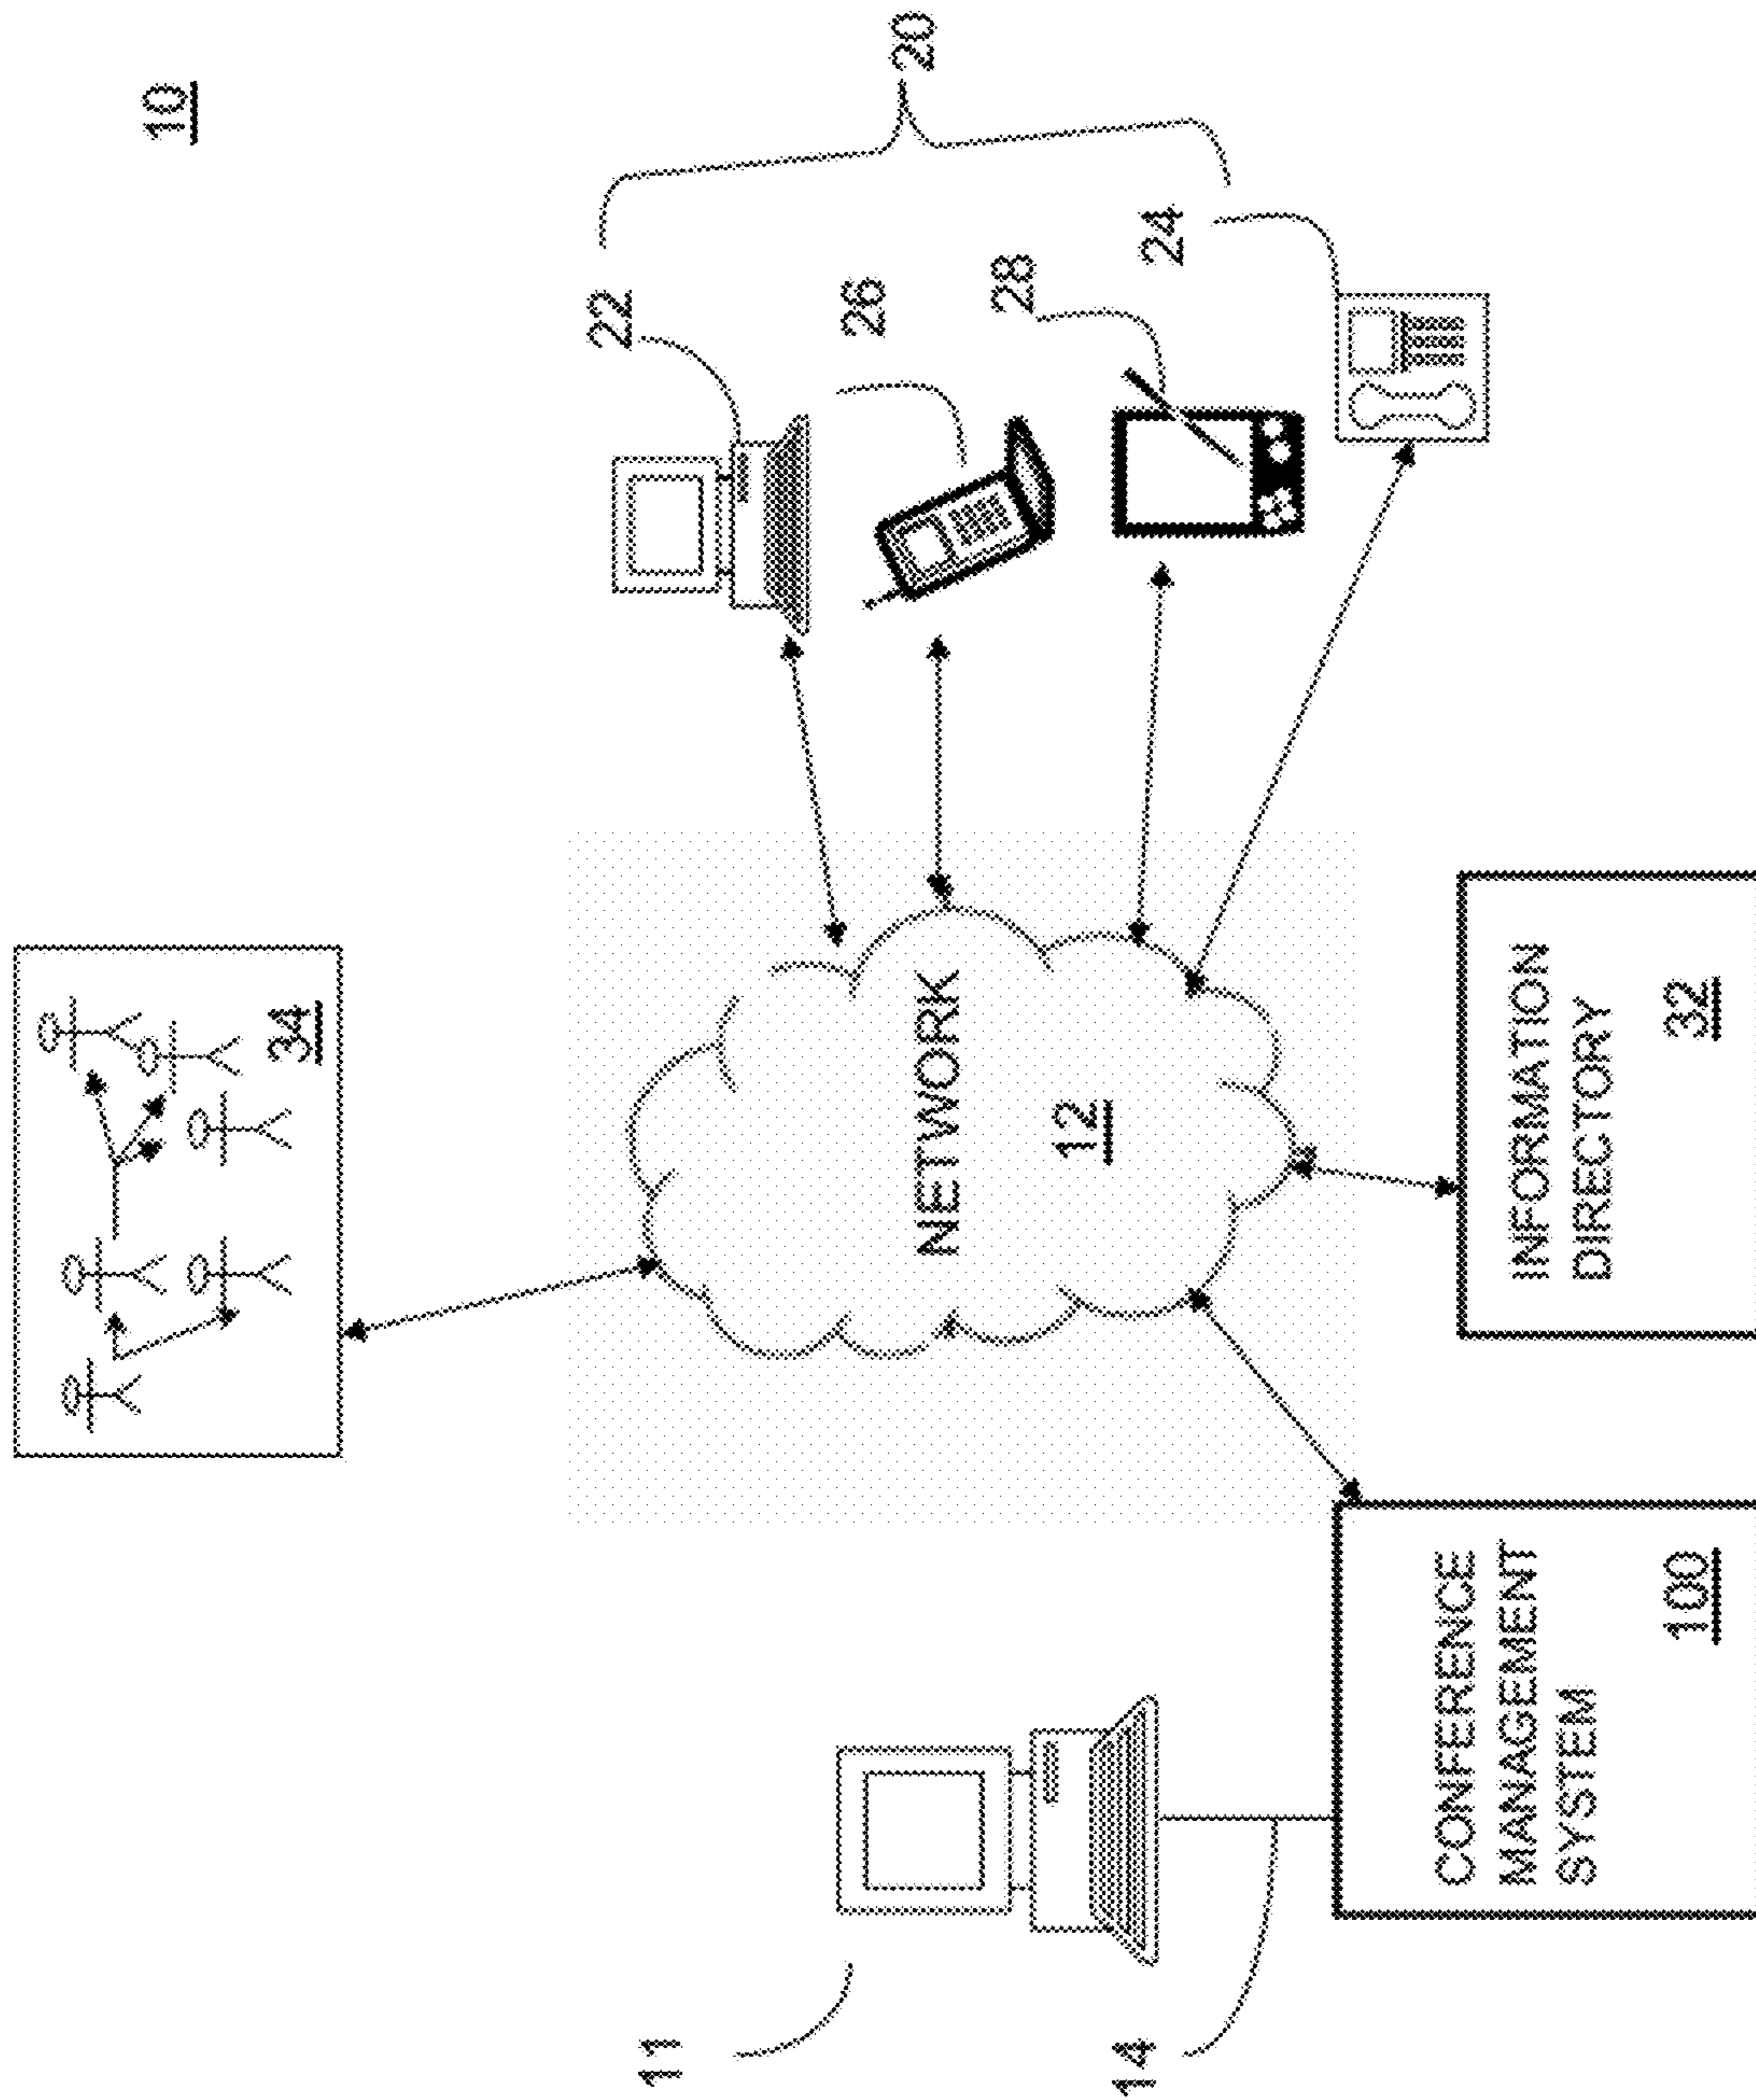 10
34
20
22
26
28
24
NETWORK
12
11
14
CONFERENCE
MANAGEMENT
SYSTEM
100
INFORMATION
DIRECTORY
32